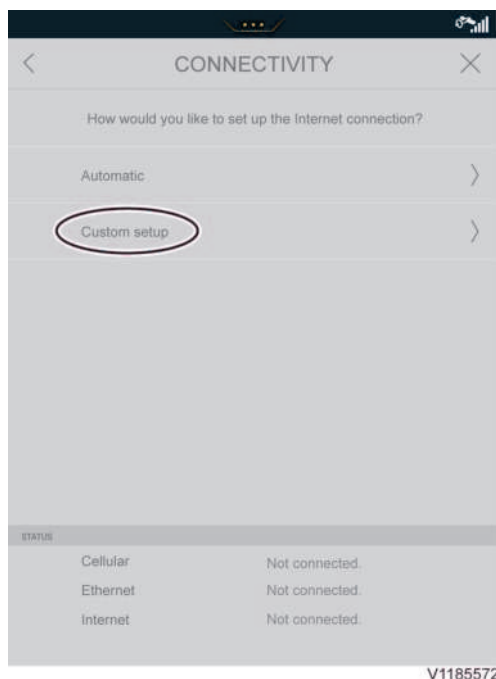 CONNECTIVITY
How would you like to set up the Internet connection?
Automatic
Custom setup
STATUS
Cellular Not connected.
Ethernet Not connected.
Internet Not connected.
V1185572